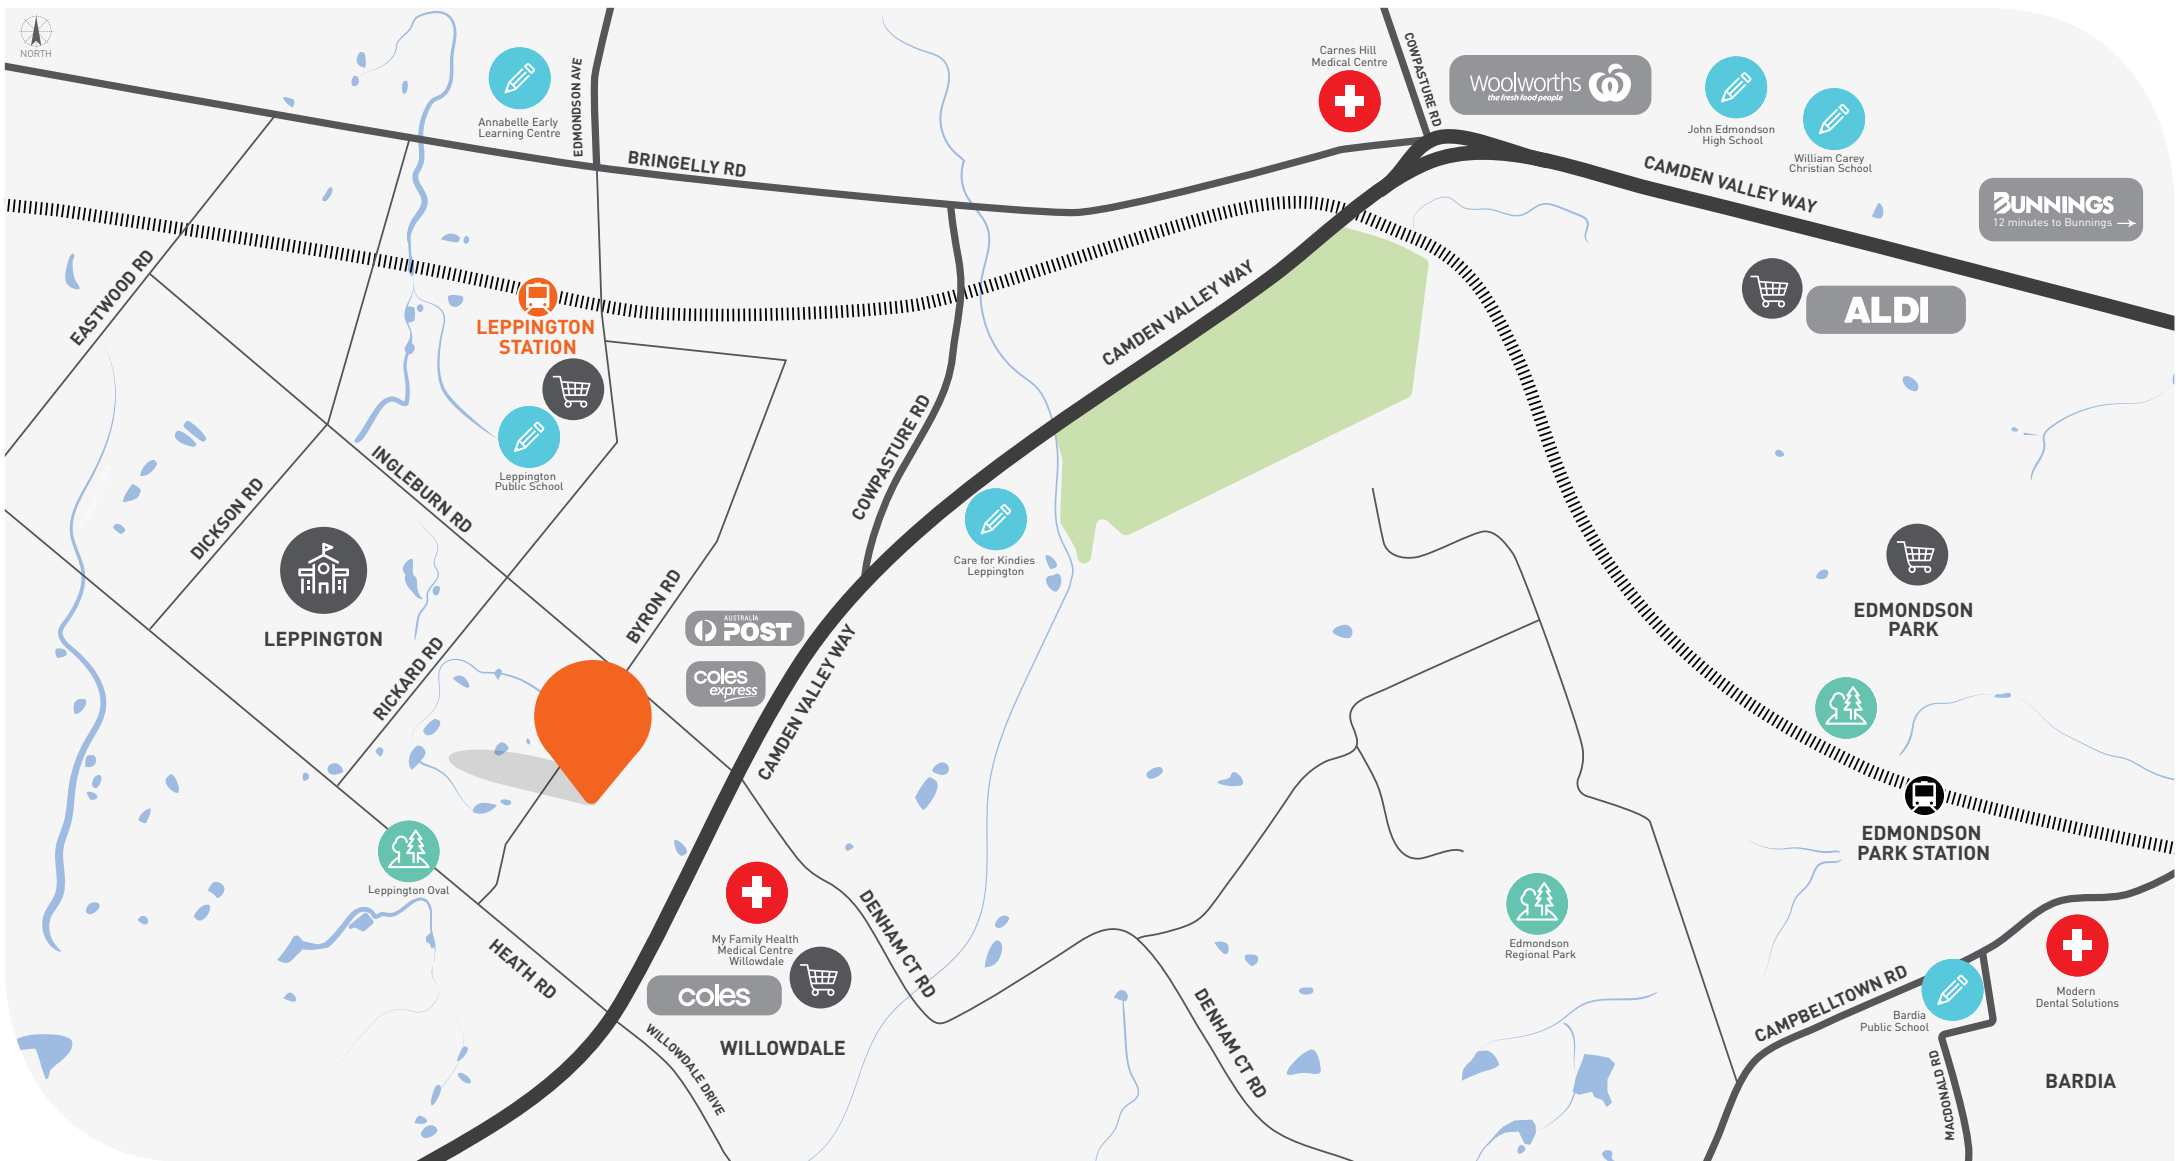 NORTH
Annabelle Early
Learning Centre
EDMONDSON AVE
BRINGELLY RD
Carnes Hill
Medical Centre
COWPASTURE RD
woolworths
the fresh food people
John Edmondson
High School
William Carey
Christian School
CAMDEN VALLEY WAY
BUNNINGS
12 minutes to Bunnings
ALDI
EASTWOOD RD
LEPPINGTON
STATION
CAMDEN VALLEY WAY
Leppington
Public School
INGLEBURN RD
DICKSON RD
COWPASTURE RD
Care for Kindies
Leppington
LEPPINGTON
RICKARD RD
BYRON RD
AUSTRALIA
POST
coles
express
CAMDEN VALLEY WAY
EDMONDSON
PARK
EDMONDSON
PARK STATION
Leppington Oval
HEATH RD
My Family Health
Medical Centre
Willowdale
coles
WILLOWDALE
WILLOWDALE DRIVE
DENHAM CT RD
DENHAM CT RD
Edmondson
Regional Park
CAMPBELLTOWN RD
Bardia
Public School
Modern
Dental Solutions
MACDONALD RD
BARDIA